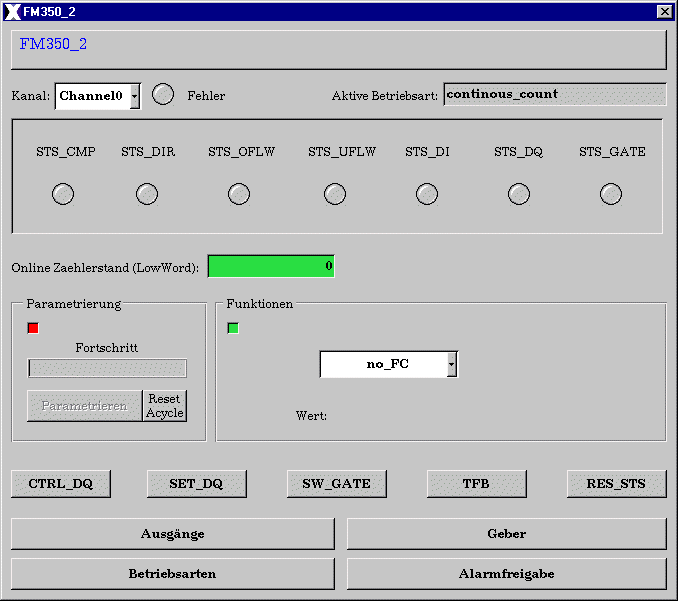 FM350_2
FM350_2
Kanal: Channel0 Fehler Aktive Betriebsart: continous_count
STS_CMP STS_DIR STS_OFLW STS_UFLW STS_DI STS_DQ STS_GATE
Online Zaehlerstand (LowWord): 0
Parametrierung
Fortschritt
Parametrieren
Reset
Acycle
Funktionen
no_FC
Wert:
CTRL_DQ SET_DQ SW_GATE TFB RES_STS
Ausgänge Geber
Betriebsarten Alarmfreigabe